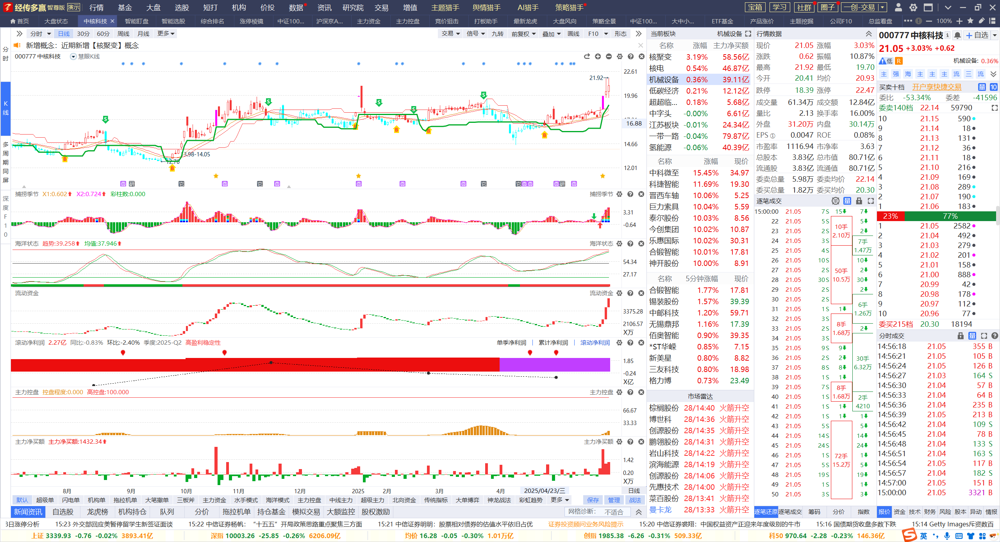 经传多赢 智尊版 演示 行情 基金 大盘 选股 短打 机构 价投 数据 资讯 研究院 交易 增值 主题猎手 舆情猎手 AI猎手 策略猎手 宝箱 学习 社群 圈子 一创-交易
首页 大盘状态 中核科技 智能盯盘 智能选股 综合排名 涨停棱镜 中证100... 沪深京A... 主力资金 主力控盘 竞价狙击 打板助手 最新龙虎 大盘风向 策略全景 中证100... 大中小... ETF基金 产品涨价 主题挖掘 公司F10 总监看盘 100%
分时 K线 多周期同屏 深度F10
分时 日线 30分 60分 周线 月线 更多 交易 信号 九转 前复权 叠加 画线 F10 形态
新增概念：近期新增【核聚变】概念
000777 中核科技 慧眼K线
22.61
21.92
19.96
16.88
14.66
13.98-14.05
12.70
12.01
捕捞季节 X1:0.602 X2:0.724 彩柱数:0.000 捕捞季节
3.31
-0.64
海洋状态 趋势:39.258 均值:37.946 海洋状态
54.34
27.17
流动资金 流动资金
3375.28
2106.57
X万
滚动净利润 2.27亿 同比:-0.83% 环比:-2.40% 季度:2025-Q2 高盈利稳定性 单季净利润 累计净利润 滚动净利润
1.85
-0.24
X亿
主力控盘 控盘程度:0.000 高控盘:100.000 主力控盘
66.67
33.33
主力净买额 主力净买额:1432.34 主力净买额
1.42
0.20
X万
8月 9月 10月 11月 12月 2025 2月 3月 4月 2025/04/23/三 日线
默认 超级单 闪电单 机构单 拖拉机单 大笔撤单 三板斧 主力资金 水手模式 海洋模式 主力控盘 中线主力 超级主力 北向资金 传统指标 大单博弈 神龙战法 彩虹趋势 更多 保存 管理 战法
新闻资讯 自选股 龙虎榜 机构持仓 队列 分价 拖拉机单 持仓基金 模拟交易 大额监控 股权激励 网格诊断： 不适合
当前板块 机械设备
名称 涨幅 主力净买额
核聚变 3.19% 58.56亿
核电 0.54% 46.87亿
机械设备 0.36% 39.11亿
低碳经济 0.21% 12.12亿
超超临... 0.18% 5.68亿
中字头 -0.00% 6.61亿
江苏板块 -0.01% 24.34亿
一带一路 -0.04% 79.87亿
氢能源 -0.06% 40.39亿
名称 涨幅 现价
中科微至 15.45% 34.97
科捷智能 11.69% 19.30
晋西车轴 10.06% 5.25
巨力索具 10.04% 5.59
泰尔股份 10.03% 8.56
今创集团 10.02% 10.87
乐惠国际 10.02% 30.31
合锻智能 10.01% 17.81
神开股份 10.00% 8.91
名称 5分钟涨幅 现价
合锻智能 1.77% 17.81
锡装股份 1.57% 39.39
中邮科技 1.20% 59.71
无锡鼎邦 1.16% 17.39
佰奥智能 0.90% 39.35
*ST华嵘 0.85% 7.15
新美星 0.80% 8.82
三友科技 0.80% 18.98
格力博 0.73% 23.49
市场雷达
棕榈股份 28/14:40 火箭升空
博世科 28/14:36 火箭升空
创源股份 28/14:35 火箭升空
鹏翎股份 28/14:31 火箭升空
岩山科技 28/14:22 火箭升空
滨海能源 28/14:19 火箭升空
创源股份 28/14:06 火箭升空
先惠技术 28/14:00 火箭升空
菜百股份 28/13:41 火箭升空
曼卡龙 28/13:33 火箭升空
行情数据
现价 21.05 涨幅 3.03%
涨跌 0.62 振幅 10.87%
最高 21.92 最低 19.70
今开 20.41 均价 20.93
跌停 18.39 涨停 22.47
成交量 61.34万 成交额 12.84亿
量比 2.13 换手率 16.00%
外盘 31.20万 内盘 30.14万
EPS① 0.0047 ROE 0.08%
市盈率 1116.94 市净率 3.63
总股本 3.83亿 总市值 80.71亿
流通股 3.83亿 流通值 80.71亿
委卖总量 5.98万 委卖均价 22.14
委买总量 1.82万 委买均价 20.30
逐笔成交 单 量
15:00:00 21.05 7S 15 7
22 21.05 5S 5
23 21.05 2S 10手 2.10万 2
24 21.05 3S 7手
25 21.05 4S 1.47万
26 21.05 10S 10
27 21.05 2S 50手 2
28 21.05 30S 10.5万 30
29 21.05 2S 2
30 21.05 2S 6手
31 21.05 1S 1 1.26万
32 21.05 3S 8手
33 21.05 2S 1.68万 2
34 21.05 3S
35 21.05 9S 9
36 21.05 2S 2 30手
37 21.05 8S 8 6.32万
38 21.05 1S 1
39 21.05 7S 8手
40 21.05 1S 1.68万 2手
41 21.05 1S 1 4210
42 21.05 1S 1 1
43 21.05 5S 5
44 21.05 14S 14
45 21.05 24S 24
46 21.05 1S 72手 1
47 21.05 5S 15.2万 5
48 21.05 19S 19
49 21.05 1S 1
50 21.05 3S 3
逐笔还原 逐笔成交 筹码 分价 指数
000777 中核科技 自选
21.05 +3.03% +0.62
低 R 机械设备: 0.36%
主 强 海 主 主 主 流 三 流
买卖十档 开户享快捷交易 量 10
委比 -53.34% 委差 -41596
委卖140档 22.14 59790
10 21.15 590
9 21.14 18
8 21.13 131
7 21.12 36
6 21.11 18
5 21.10 216
4 21.09 169
3 21.08 289
2 21.07 190
1 21.06 183
23% 77%
1 21.05 2582
2 21.04 492
3 21.03 279
4 21.02 201
5 21.01 158
6 21.00 888
7 20.99 42
8 20.98 178
9 20.97 112
10 20.96 77
委买215档 20.30 18194
分时成交 量
14:56:18 21.05 355 B
14:56:21 21.05 105 B
14:56:24 21.05 126 B
14:56:27 21.03 164 S
14:56:30 21.04 57 B
14:56:33 21.04 64 B
14:56:36 21.04 235 B
14:56:39 21.05 213 B
14:56:42 21.04 109 S
14:56:45 21.04 78 B
14:56:48 21.04 133 S
14:56:51 21.04 163 S
14:56:54 21.05 117 B
14:56:57 21.04 182 S
14:57:00 21.05 151 B
15:00:00 21.05 3321 B
报价 资金 技术 财务 风险 股本 异动 情报
8日涨停分析 15:23 外交部回应美暂停留学生新签证面谈 15:22 中信证券杨帆：“十五五”开局政策思路重点聚焦三方面 15:21 中信证券明明：股票相对债券的估值水平依旧占优 证券投资顾问业务风险提示 15:20 中信证券裘翔：中国权益资产正迎来年度级别的牛市 15:16 国债期货收盘多数下跌 15:14 Getty Images斥资数百
上证 3339.93 -0.76 -0.02% 3893.41亿 深指 10003.26 -25.85 -0.26% 6206.09亿 均价 16.28 -0.05 -0.30% 1.01万亿 创指 1985.38 -6.26 -0.31% 509.33亿 科50 970.64 -2.28 -0.23% 146.36亿 英